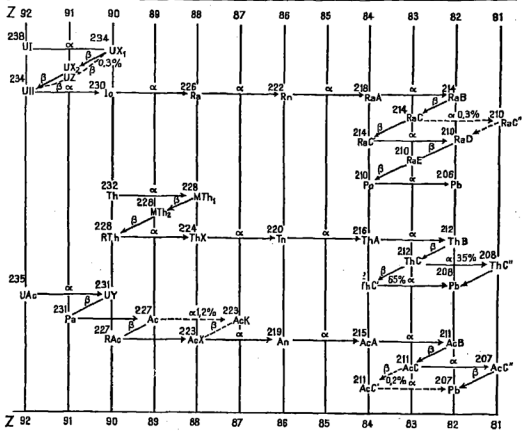 Z 92 91 90 89 88 87 86 85 84 83 82 81
238 234
UI α UX₁
UX₂ β
UZ β 0,3%
234 β β 230 226 222 218 214
UII α Io α Ra α Rn α RaA α RaB
214 β 210
RaC α 0,3% RaC"
214 β 210
RaC' α RaD
210 β
RaE β
210 β 206
Po α Pb
232 228
Th α MTh₁
228 β
MTh₂
228 β 224 220 216 212
RTh α ThX α Tn α ThA α ThB
212 β 208
ThC α 35% ThC"
β 65% 208 β
ThC' α Pb
235 231
UAc α UY
231 β 227 223
Pa α Ac α 1,2% AcK
227 β 223 β 219 215 211
RAc α AcX α An α AcA α AcB
211 β 207
AcC α AcC"
211 β 0,2% 207 β
AcC' α Pb
Z 92 91 90 89 88 87 86 85 84 83 82 81